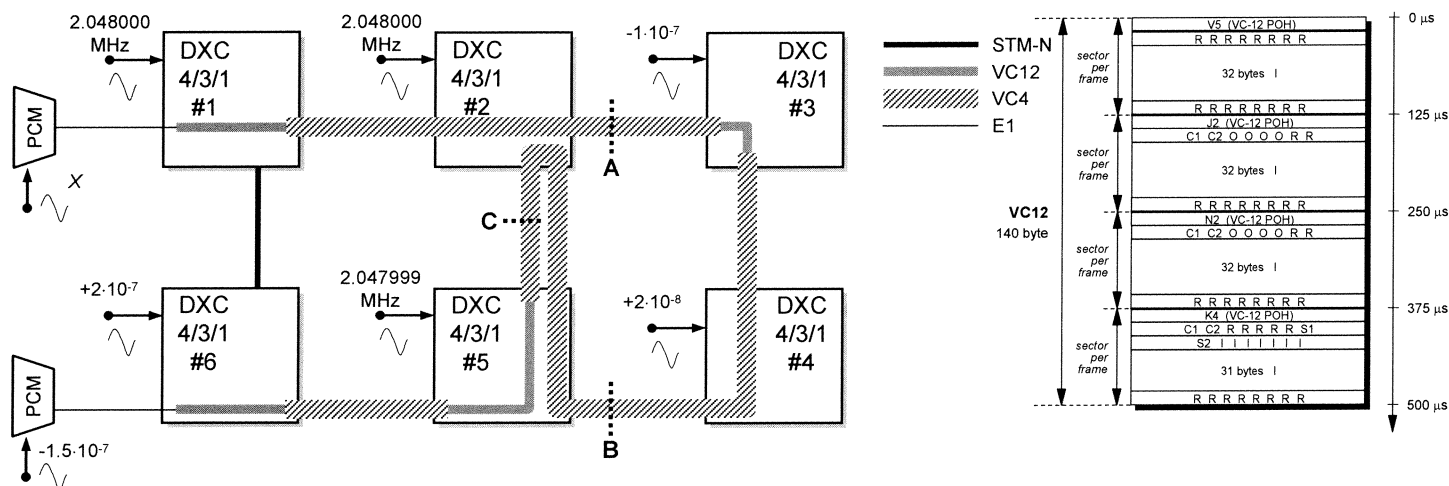 2.048000
MHz
DXC
4/3/1
#1
2.048000
MHz
DXC
4/3/1
#2
-1·10-7
DXC
4/3/1
#3
PCM
X
A
C
+2·10-7
DXC
4/3/1
#6
2.047999
MHz
DXC
4/3/1
#5
+2·10-8
DXC
4/3/1
#4
PCM
-1.5·10-7
B
STM-N
VC12
VC4
E1
VC12
140 byte
sector
per
frame
V5 (VC-12 POH)
R R R R R R R R
32 bytes I
R R R R R R R R
sector
per
frame
J2 (VC-12 POH)
C1 C2 O O O O R R
32 bytes I
R R R R R R R R
sector
per
frame
N2 (VC-12 POH)
C1 C2 O O O O R R
32 bytes I
R R R R R R R R
sector
per
frame
K4 (VC-12 POH)
C1 C2 R R R R R S1
S2 I I I I I I I
31 bytes I
R R R R R R R R
0 µs
125 µs
250 µs
375 µs
500 µs